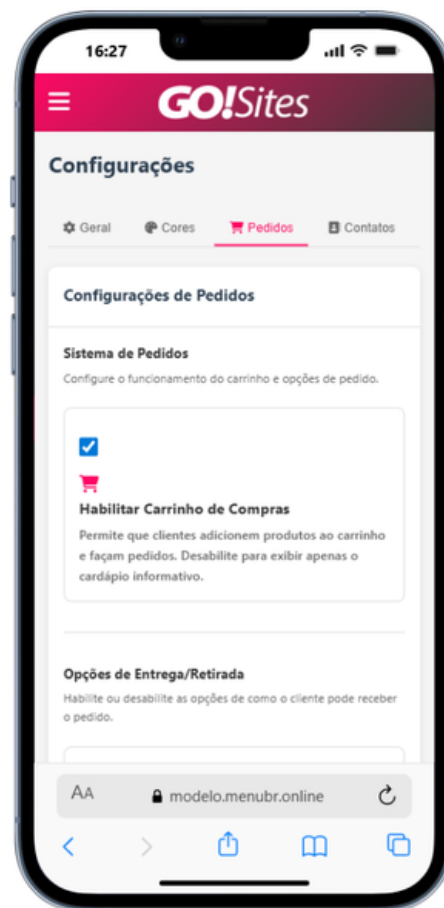 16:27
GO!Sites
Configurações
Geral
Cores
Pedidos
Contatos
Configurações de Pedidos
Sistema de Pedidos
Configure o funcionamento do carrinho e opções de pedido.
Habilitar Carrinho de Compras
Permite que clientes adicionem produtos ao carrinho
e façam pedidos. Desabilite para exibir apenas o
cardápio informativo.
Opções de Entrega/Retirada
Habilite ou desabilite as opções de como o cliente pode receber
o pedido.
AA
modelo.menubr.online